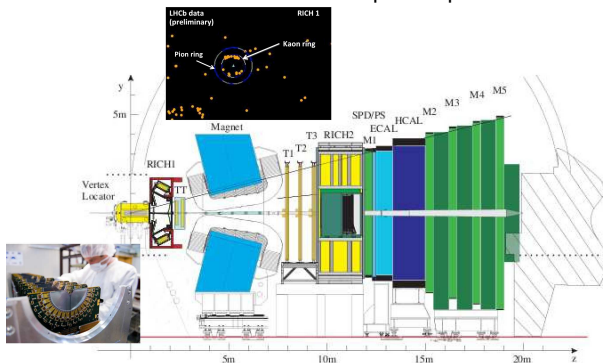 LHCb data
(preliminary)
RICH 1
Kaon ring
Pion ring
y
5m
Magnet
SPD/PS
ECAL
HCAL
M1
M2
M3
M4
M5
T1
T2
T3
RICH2
RICH1
TT
Vertex
Locator
5m
10m
15m
20m
z